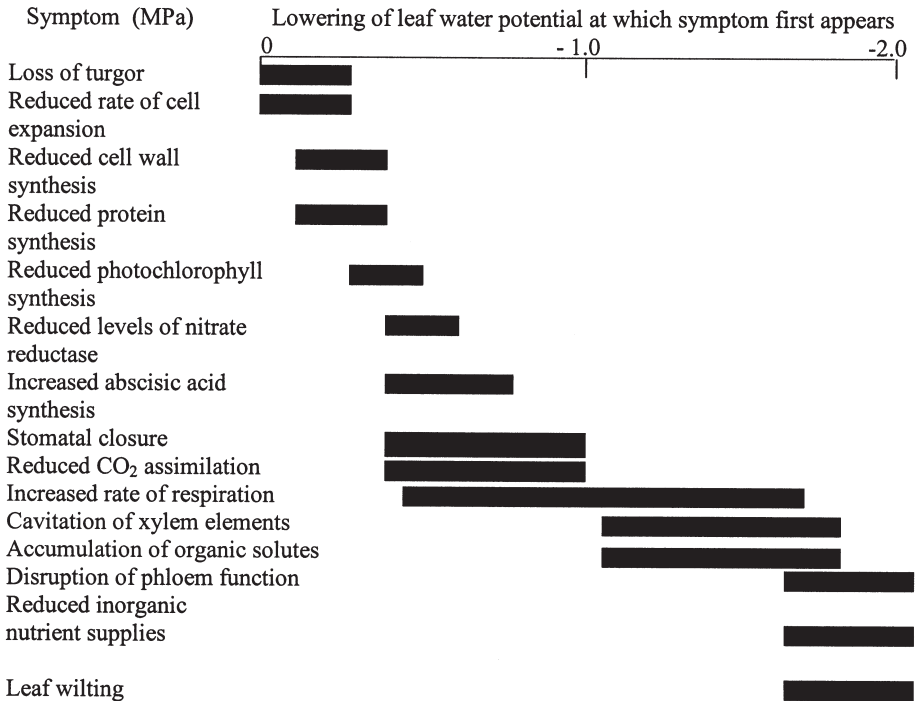 Symptom (MPa) Lowering of leaf water potential at which symptom first appears
0 - 1.0 -2.0
Loss of turgor
Reduced rate of cell
expansion
Reduced cell wall
synthesis
Reduced protein
synthesis
Reduced photochlorophyll
synthesis
Reduced levels of nitrate
reductase
Increased abscisic acid
synthesis
Stomatal closure
Reduced CO₂ assimilation
Increased rate of respiration
Cavitation of xylem elements
Accumulation of organic solutes
Disruption of phloem function
Reduced inorganic
nutrient supplies
Leaf wilting